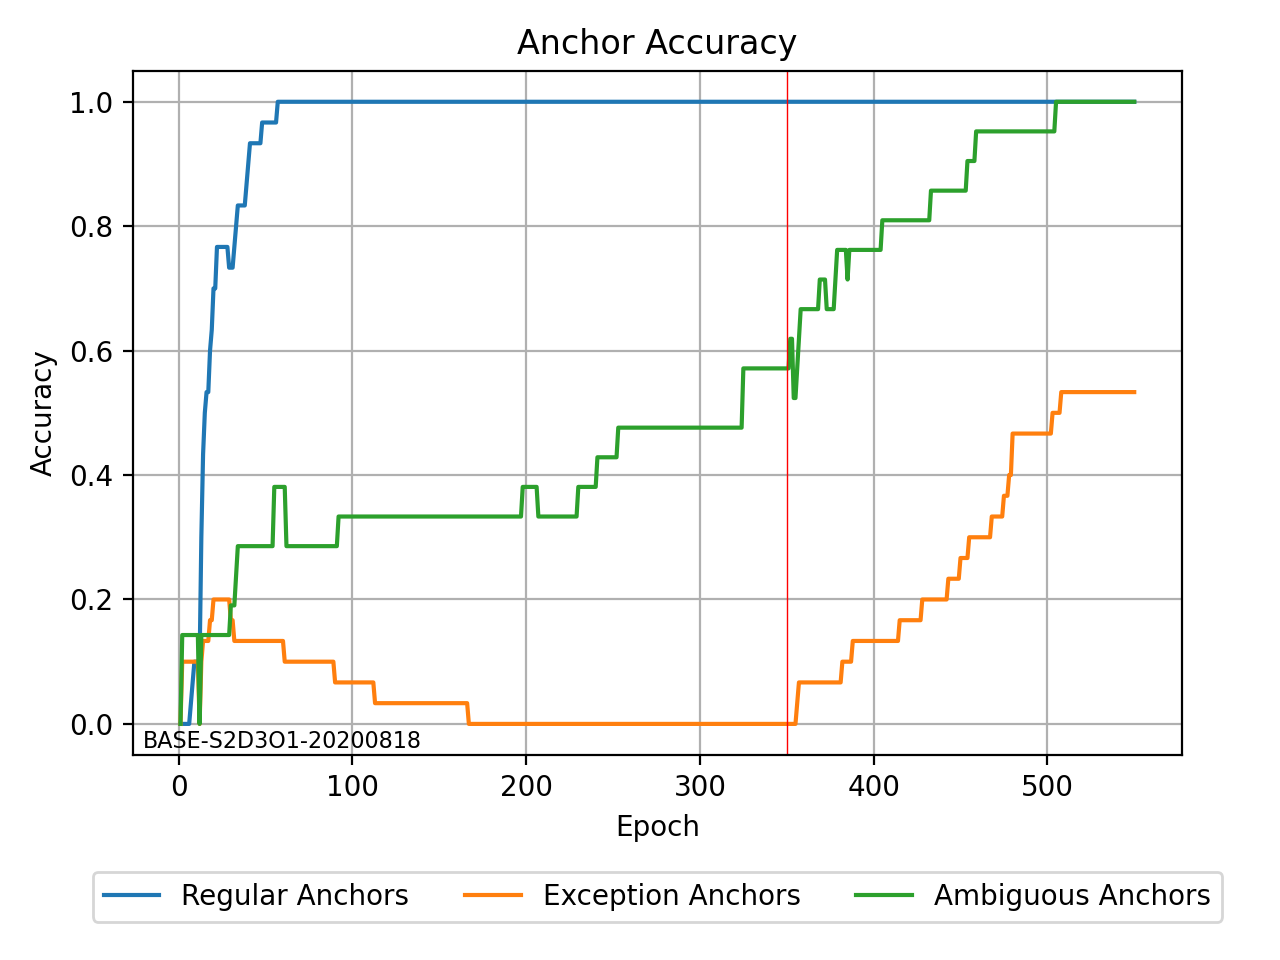 Anchor Accuracy
1.0
0.8
0.6
0.4
0.2
0.0
Accuracy
BASE-S2D3O1-20200818
0 100 200 300 400 500
Epoch
Regular Anchors Exception Anchors Ambiguous Anchors